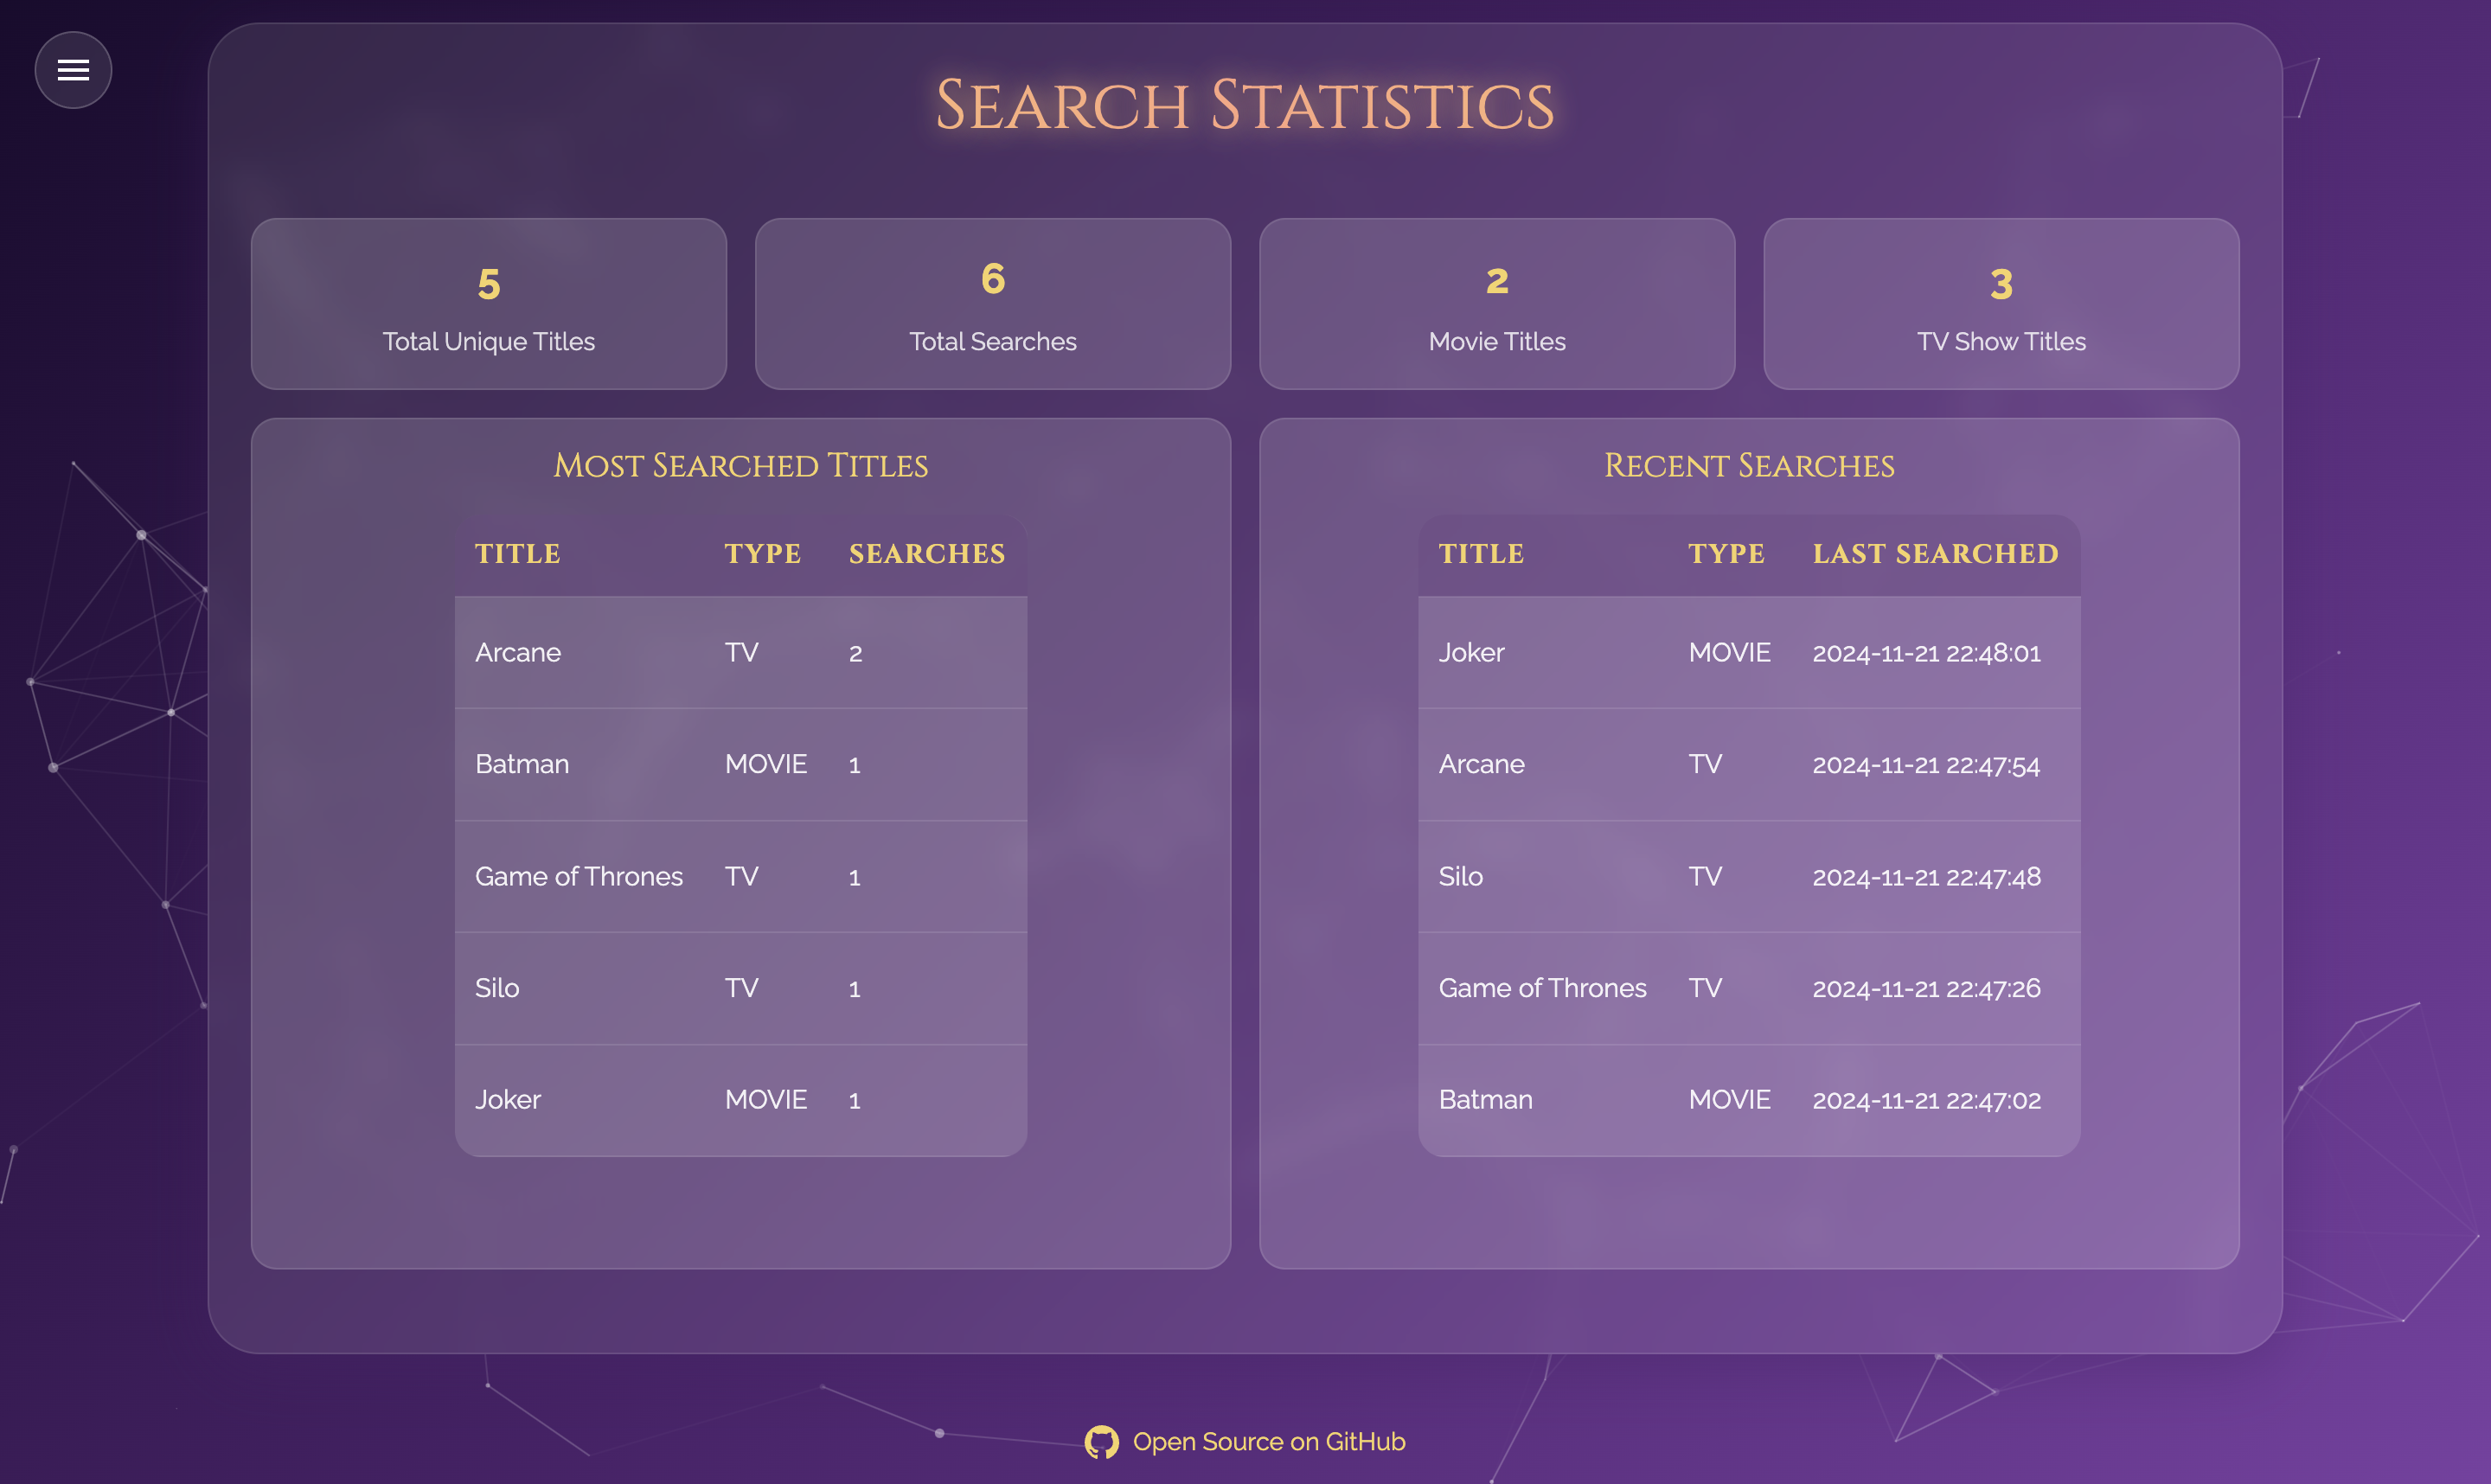 Search Statistics
5
Total Unique Titles
6
Total Searches
2
Movie Titles
3
TV Show Titles
Most Searched Titles
TITLE TYPE SEARCHES
Arcane TV 2
Batman MOVIE 1
Game of Thrones TV 1
Silo TV 1
Joker MOVIE 1
Recent Searches
TITLE TYPE LAST SEARCHED
Joker MOVIE 2024-11-21 22:48:01
Arcane TV 2024-11-21 22:47:54
Silo TV 2024-11-21 22:47:48
Game of Thrones TV 2024-11-21 22:47:26
Batman MOVIE 2024-11-21 22:47:02
Open Source on GitHub